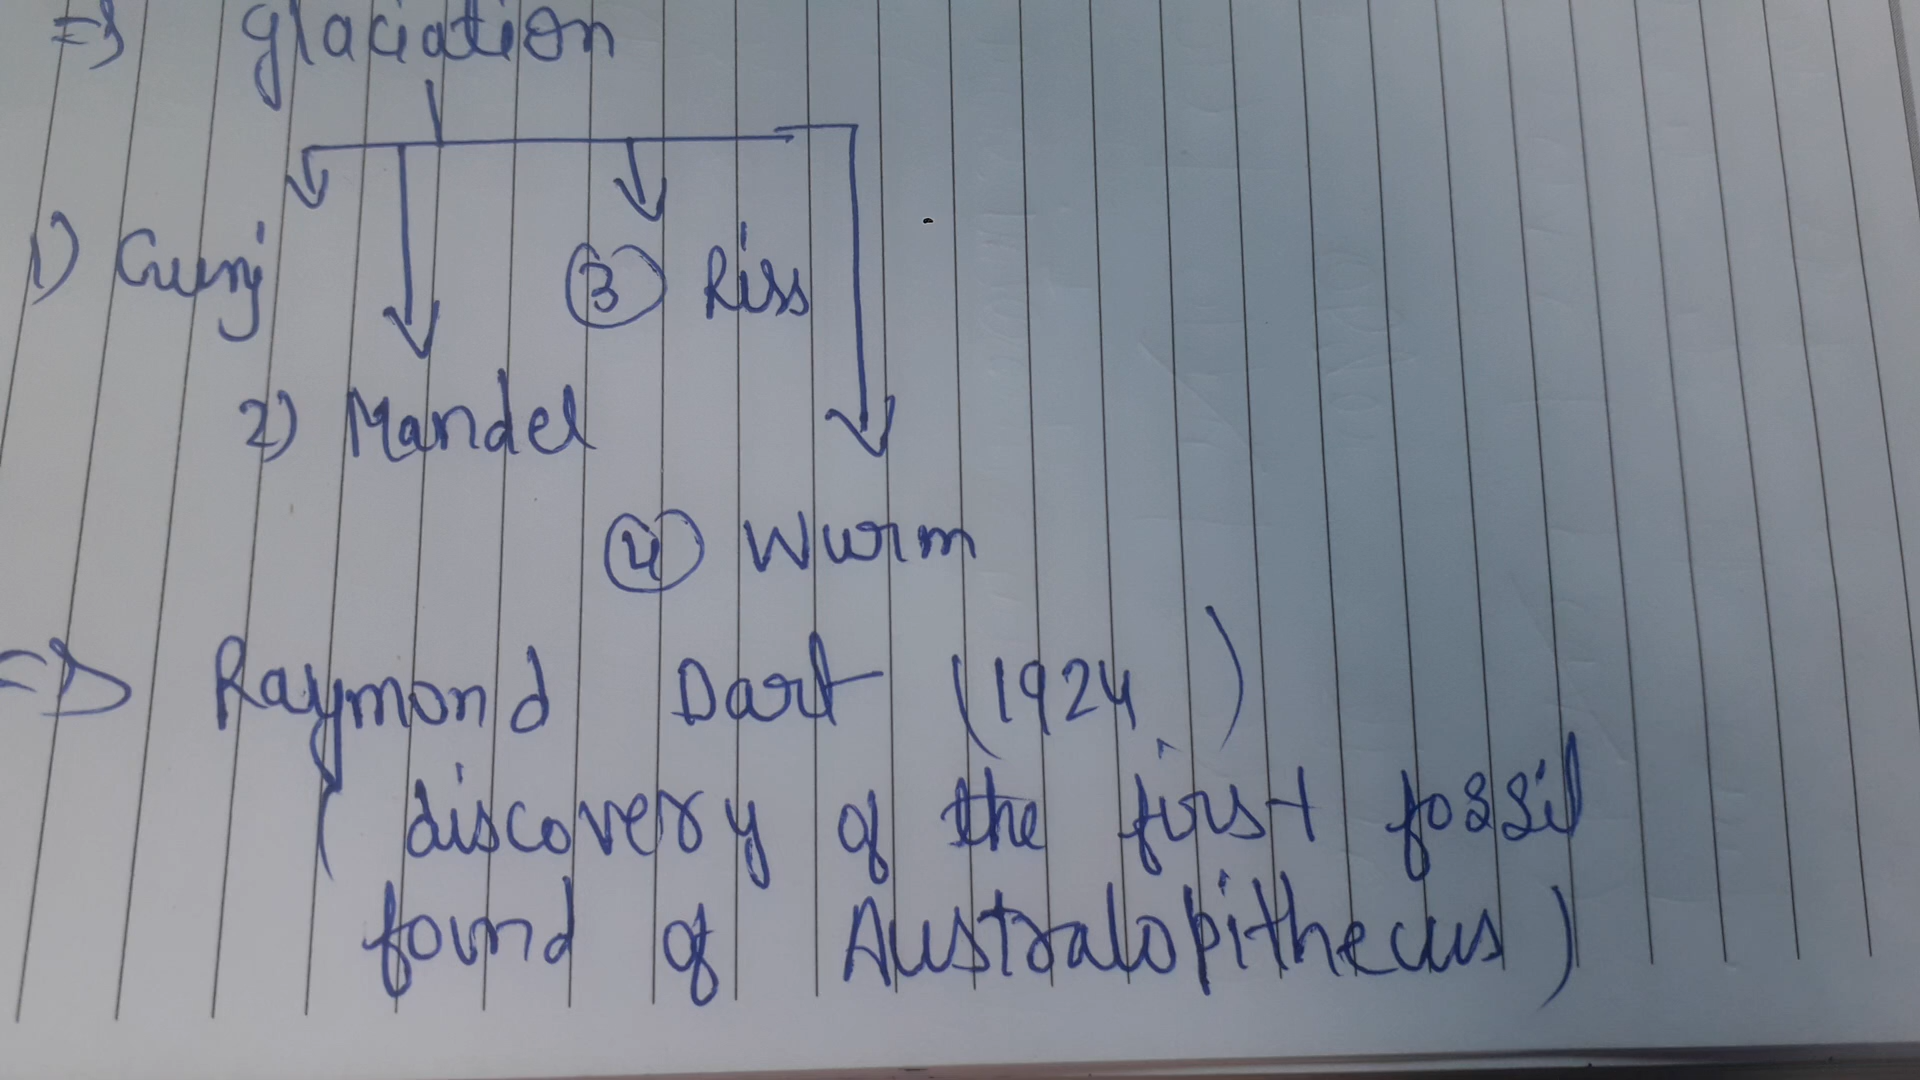 => glaciation
1) Gunj
③ Riss
2) Mandel
④ Wurm
=> Raymond Dart (1924)
( discovery of the first fossil
found of Australopithecus)